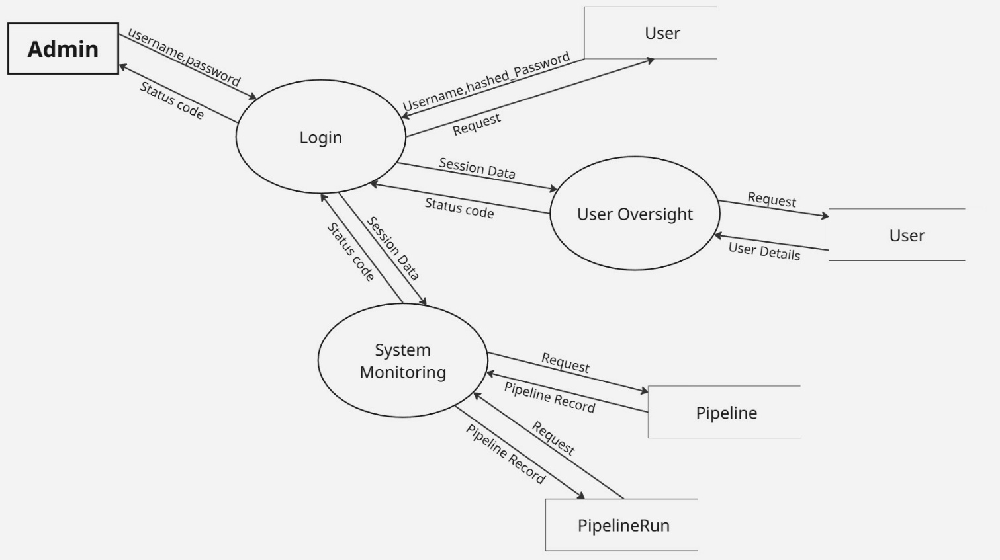 Admin
username,password
Status code
User
Username,hashed_Password
Request
Login
Session Data
Status code
User Oversight
Request
User Details
User
Session Data
Status code
System
Monitoring
Request
Pipeline Record
Pipeline
Request
Pipeline Record
PipelineRun